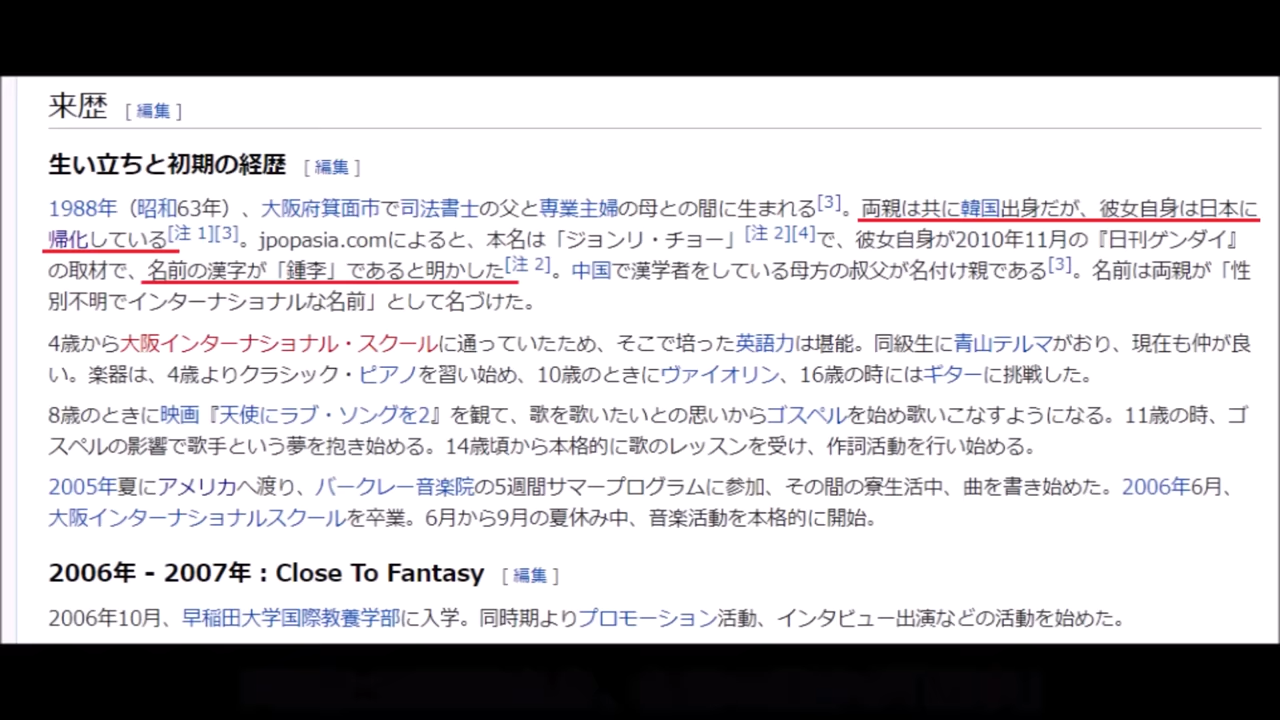 来歴 [ 編集 ]
生い立ちと初期の経歴 [ 編集 ]
1988年（昭和63年）、大阪府箕面市で司法書士の父と専業主婦の母との間に生まれる[3]。両親は共に韓国出身だが、彼女自身は日本に
帰化している[注 1][3]。jpopasia.comによると、本名は「ジョンリ・チョー」[注 2][4]で、彼女自身が2010年11月の『日刊ゲンダイ』
の取材で、名前の漢字が「鍾李」であると明かした[注 2]。中国で漢学者をしている母方の叔父が名付け親である[3]。名前は両親が「性
別不明でインターナショナルな名前」として名づけた。
4歳から大阪インターナショナル・スクールに通っていたため、そこで培った英語力は堪能。同級生に青山テルマがおり、現在も仲が良
い。楽器は、4歳よりクラシック・ピアノを習い始め、10歳のときにヴァイオリン、16歳の時にはギターに挑戦した。
8歳のときに映画『天使にラブ・ソングを2』を観て、歌を歌いたいとの思いからゴスペルを始め歌いこなすようになる。11歳の時、ゴ
スペルの影響で歌手という夢を抱き始める。14歳頃から本格的に歌のレッスンを受け、作詞活動を行い始める。
2005年夏にアメリカへ渡り、バークレー音楽院の5週間サマープログラムに参加、その間の寮生活中、曲を書き始めた。2006年6月、
大阪インターナショナルスクールを卒業。6月から9月の夏休み中、音楽活動を本格的に開始。
2006年 - 2007年 : Close To Fantasy [ 編集 ]
2006年10月、早稲田大学国際教養学部に入学。同時期よりプロモーション活動、インタビュー出演などの活動を始めた。